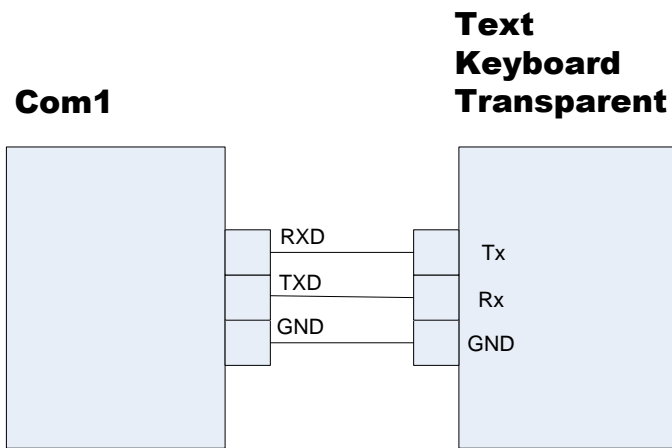 Text
Keyboard
Transparent
Com1
RXD
Tx
TXD
Rx
GND
GND